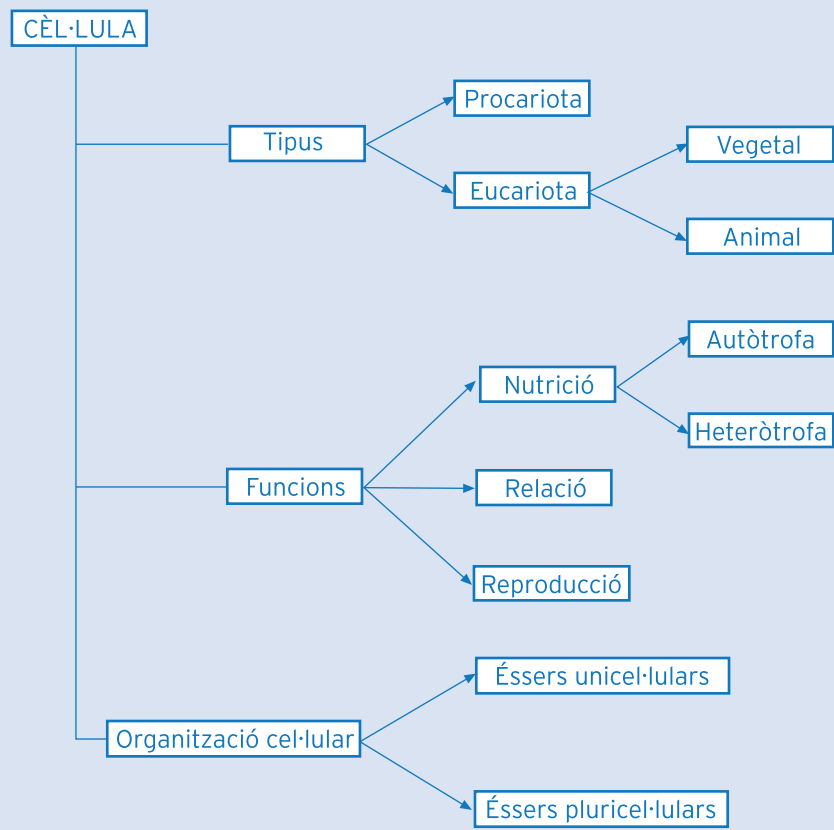 CÈL·LULA
Tipus
Procariota
Eucariota
Vegetal
Animal
Funcions
Nutrició
Autòtrofa
Heteròtrofa
Relació
Reproducció
Organització cel·lular
Éssers unicel·lulars
Éssers pluricel·lulars